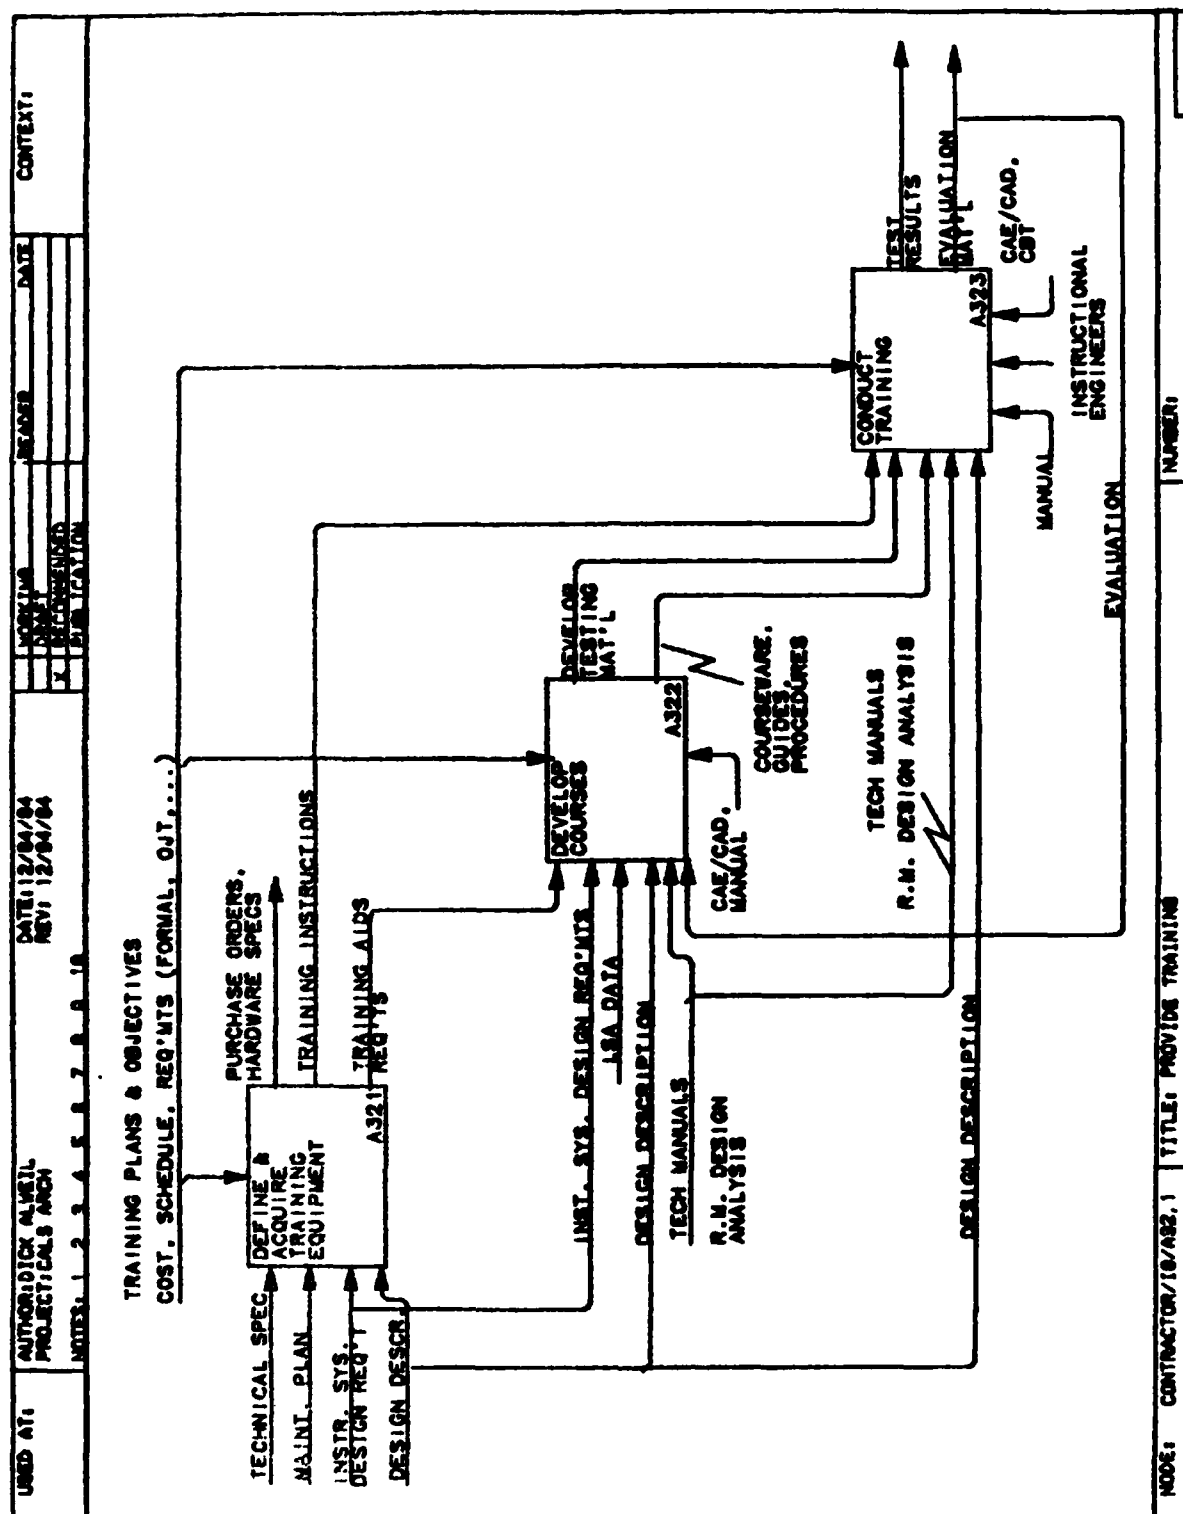 USED AT:
AUTHOR:DICK ALWEIL
PROJECT:CALS ARCH
DATE:12/04/84
REV: 12/04/84
WORKING
DRAFT
X RECOMMENDED
PUBLICATION
READER DATE
CONTEXT:
NOTES: 1 2 3 4 5 6 7 8 9 10
TRAINING PLANS & OBJECTIVES
COST, SCHEDULE, REQ'MTS (FORMAL, OJT,...)
TECHNICAL SPEC
MAINT. PLAN
INSTR. SYS.
DESIGN REQ'T
DESIGN DESCR.
DEFINE &
ACQUIRE
TRAINING
EQUIPMENT
A321
PURCHASE ORDERS,
HARDWARE SPECS
TRAINING INSTRUCTIONS
TRAINING AIDS
REQ'TS
INST. SYS. DESIGN REQ'MTS
LSA DATA
DESIGN DESCRIPTION
TECH MANUALS
R.M. DESIGN
ANALYSIS
DEVELOP
COURSES
A322
DEVELOP
TESTING
MAT'L
CAE/CAD,
MANUAL
COURSEWARE,
GUIDES,
PROCEDURES
TECH MANUALS
R.M. DESIGN ANALYSIS
DESIGN DESCRIPTION
CONDUCT
TRAINING
A323
TEST
RESULTS
EVALUATION
MAT'L
CAE/CAD,
CBT
INSTRUCTIONAL
ENGINEERS
MANUAL
EVALUATION
NODE: CONTRACTOR/10/A32.1
TITLE: PROVIDE TRAINING
NUMBER: